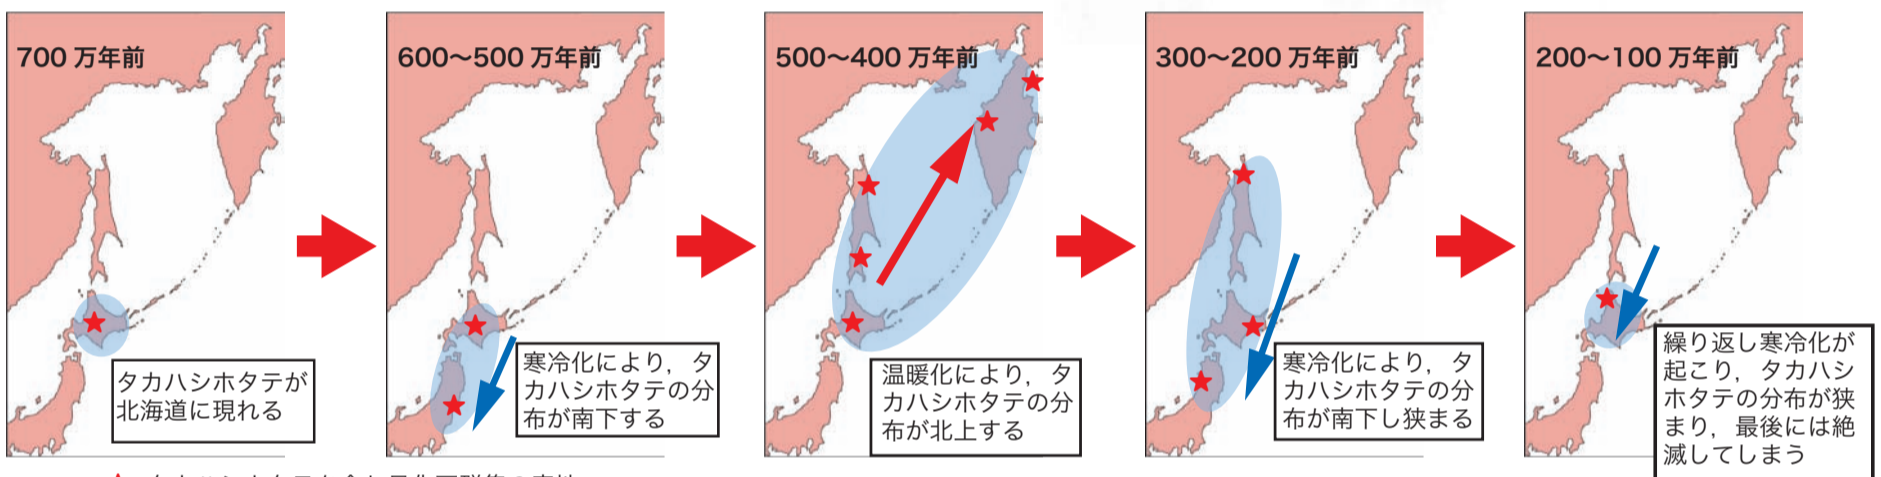 700 万年前
タカハシホタテが
北海道に現れる
600〜500 万年前
寒冷化により，タ
カハシホタテの分
布が南下する
500〜400 万年前
温暖化により，タ
カハシホタテの分
布が北上する
300〜200 万年前
寒冷化により，タ
カハシホタテの分
布が南下し狭まる
200〜100 万年前
繰り返し寒冷化が
起こり，タカハシ
ホタテの分布が狭
まり，最後には絶
滅してしまう